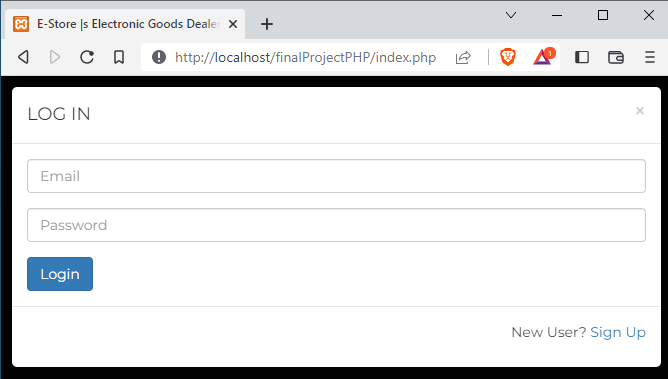 E-Store |s Electronic Goods Dealer
http://localhost/finalProjectPHP/index.php
1
LOG IN
×
Email
Password
Login
New User? Sign Up